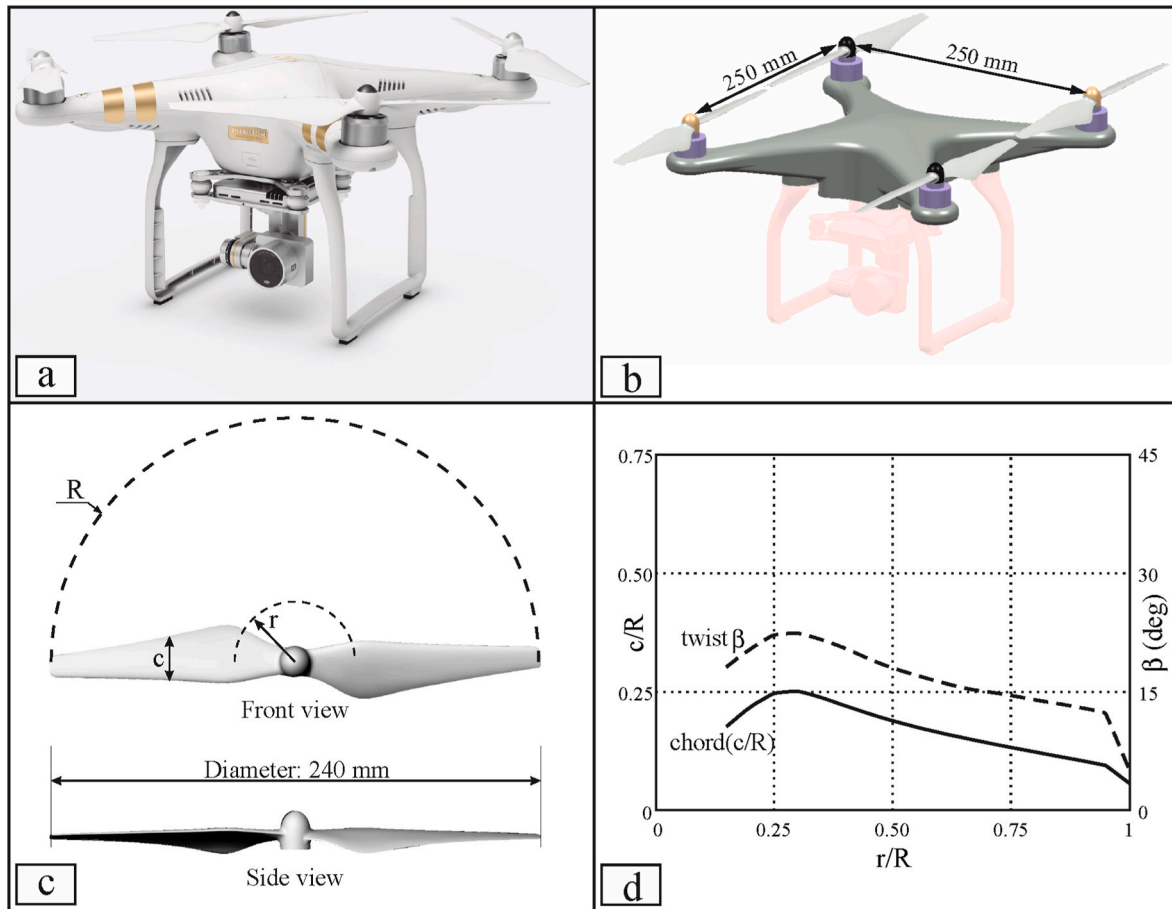 PHANTOM
a
250 mm
250 mm
b
R
r
c
Front view
Diameter: 240 mm
Side view
c
0.75
0.50
0.25
0
c/R
45
30
15
0
β (deg)
twist β
chord(c/R)
0
0.25
0.50
0.75
1
r/R
d